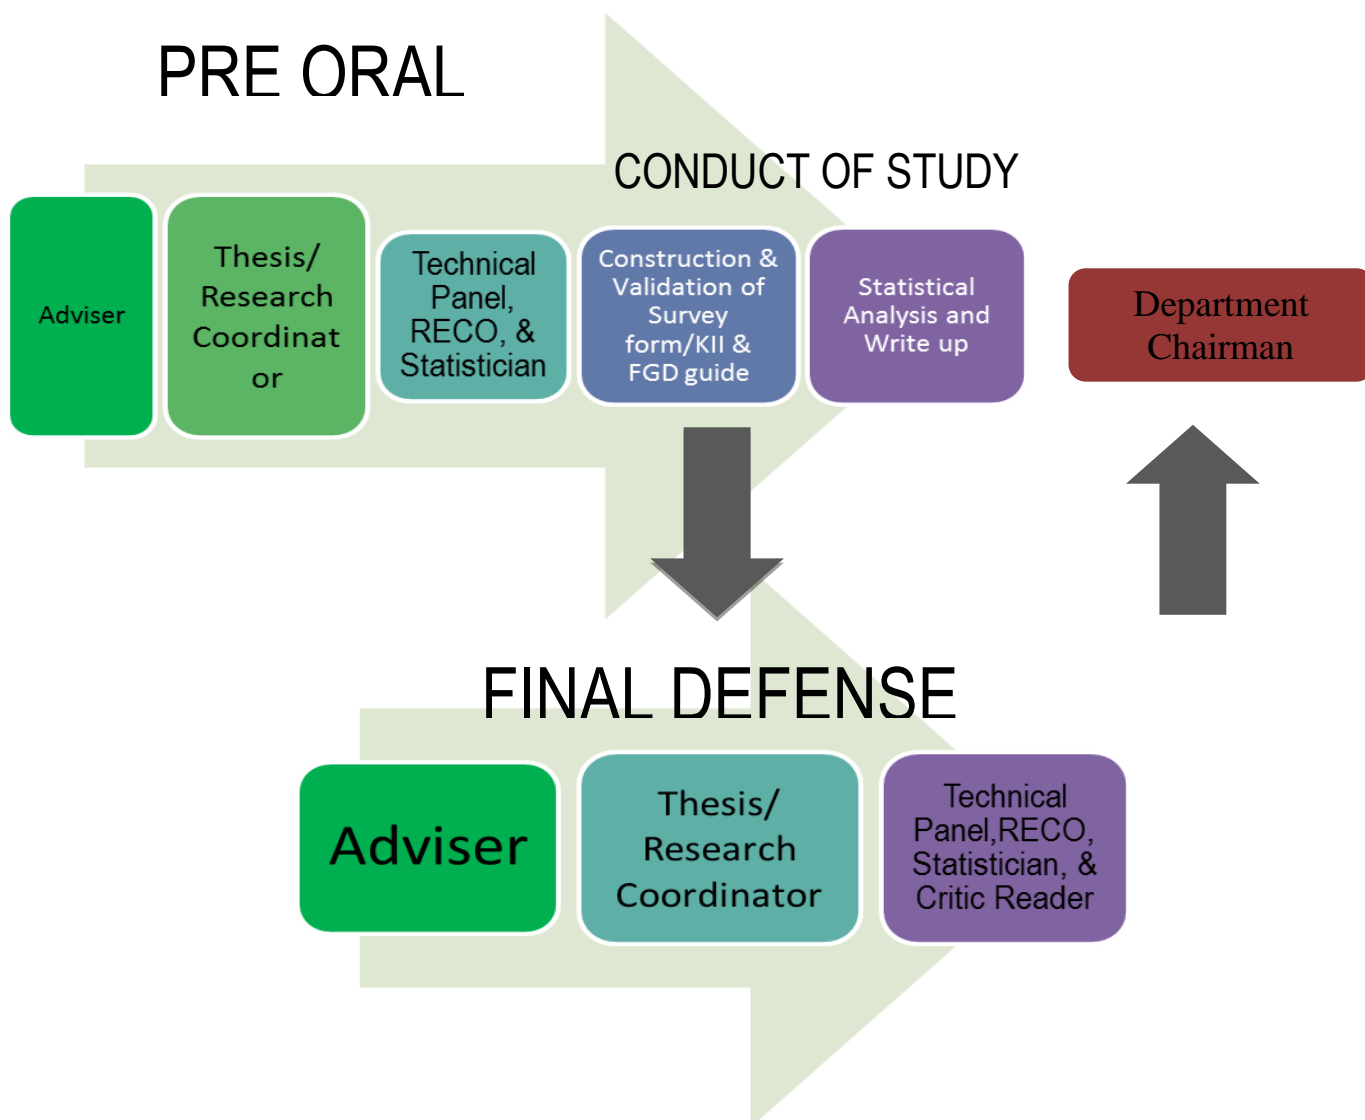 PRE ORAL
CONDUCT OF STUDY
Adviser
Thesis/
Research
Coordinat
or
Technical
Panel,
RECO, &
Statistician
Construction &
Validation of
Survey
form/KII &
FGD guide
Statistical
Analysis and
Write up
Department
Chairman
FINAL DEFENSE
Adviser
Thesis/
Research
Coordinator
Technical
Panel,RECO,
Statistician, &
Critic Reader